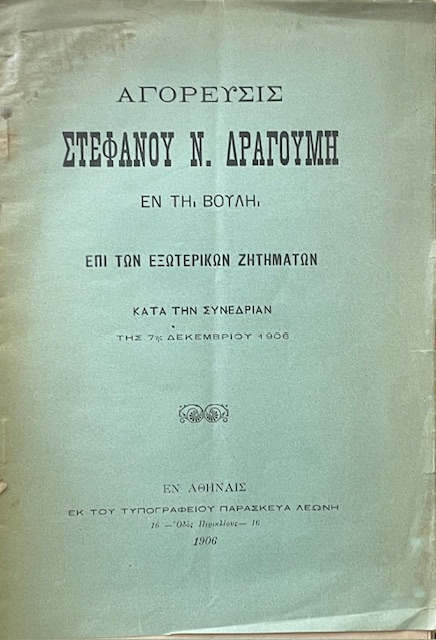 ΑΓΟΡΕΥΣΙΣ
ΣΤΕΦΑΝΟΥ Ν. ΔΡΑΓΟΥΜΗ
ΕΝ ΤΗι ΒΟΥΛΗι
ΕΠΙ ΤΩΝ ΕΞΩΤΕΡΙΚΩΝ ΖΗΤΗΜΑΤΩΝ
ΚΑΤΑ ΤΗΝ ΣΥΝΕΔΡΙΑΝ
ΤΗΣ 7ης ΔΕΚΕΜΒΡΙΟΥ 1906
ΕΝ ΑΘΗΝΑΙΣ
ΕΚ ΤΟΥ ΤΥΠΟΓΡΑΦΕΙΟΥ ΠΑΡΑΣΚΕΥΑ ΛΕΩΝΗ
16 —Ὁδὸς Περικλέους— 16
1906